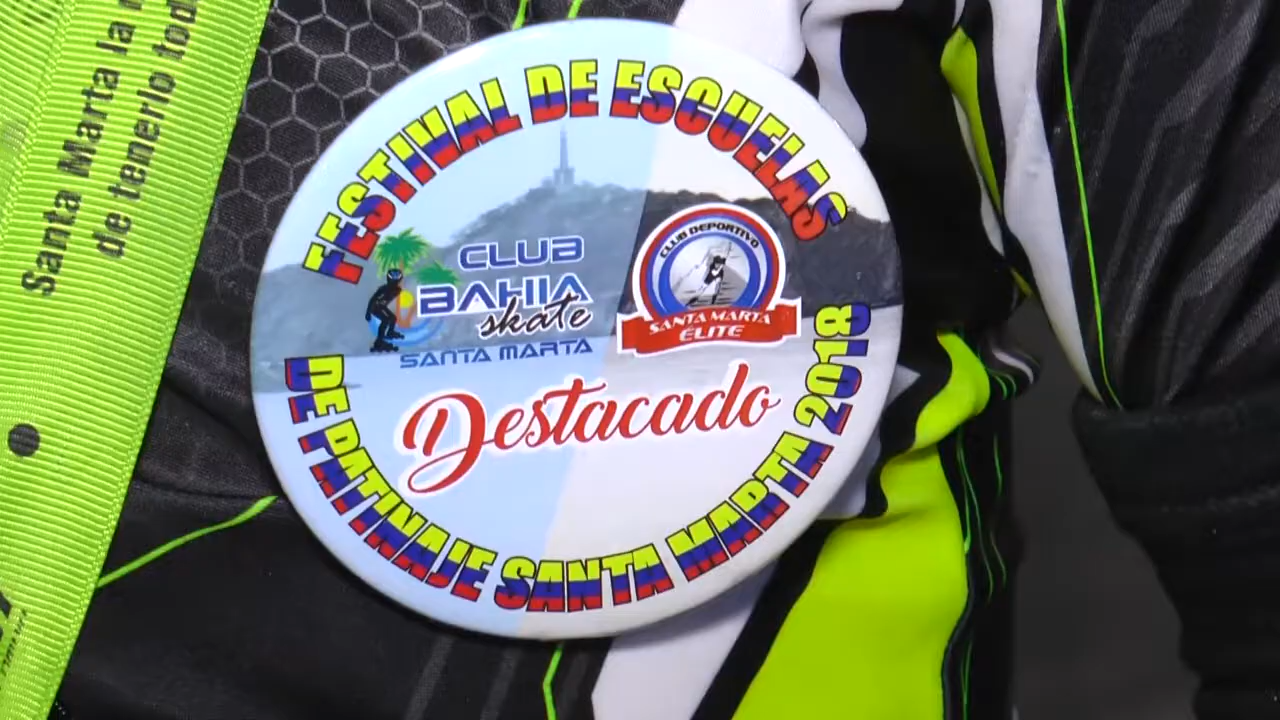 Santa Marta la
de tenerlo tod
FESTIVAL DE ESCUELAS
CLUB
BAHIA
skate
SANTA MARTA
CLUB DEPORTIVO
SANTA MARTA
ÉLITE
Destacado
DE PATINAJE SANTA MARTA 2018